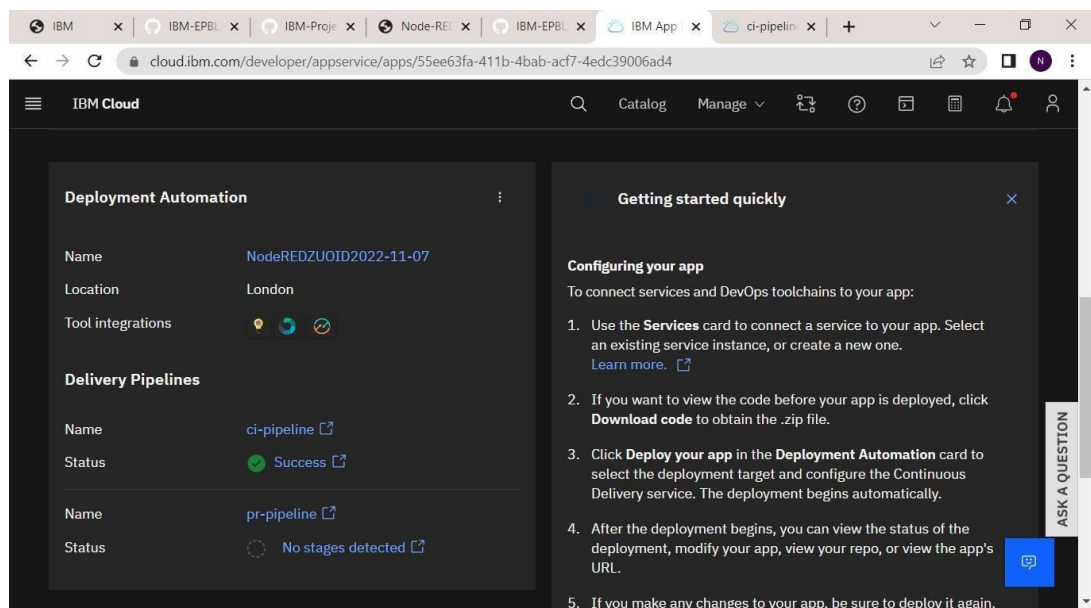 IBM
IBM-EPBL
IBM-Proje
Node-RED
IBM-EPBL
IBM App
ci-pipelin
cloud.ibm.com/developer/appservice/apps/55ee63fa-411b-4bab-acf7-4edc39006ad4
N
IBM Cloud
Catalog
Manage
Deployment Automation
Name NodeREDZUOID2022-11-07
Location London
Tool integrations
Delivery Pipelines
Name ci-pipeline
Status Success
Name pr-pipeline
Status No stages detected
Getting started quickly
Configuring your app
To connect services and DevOps toolchains to your app:
1. Use the Services card to connect a service to your app. Select
an existing service instance, or create a new one.
Learn more.
2. If you want to view the code before your app is deployed, click
Download code to obtain the .zip file.
3. Click Deploy your app in the Deployment Automation card to
select the deployment target and configure the Continuous
Delivery service. The deployment begins automatically.
4. After the deployment begins, you can view the status of the
deployment, modify your app, view your repo, or view the app's
URL.
5. If you make any changes to your app, be sure to deploy it again.
ASK A QUESTION